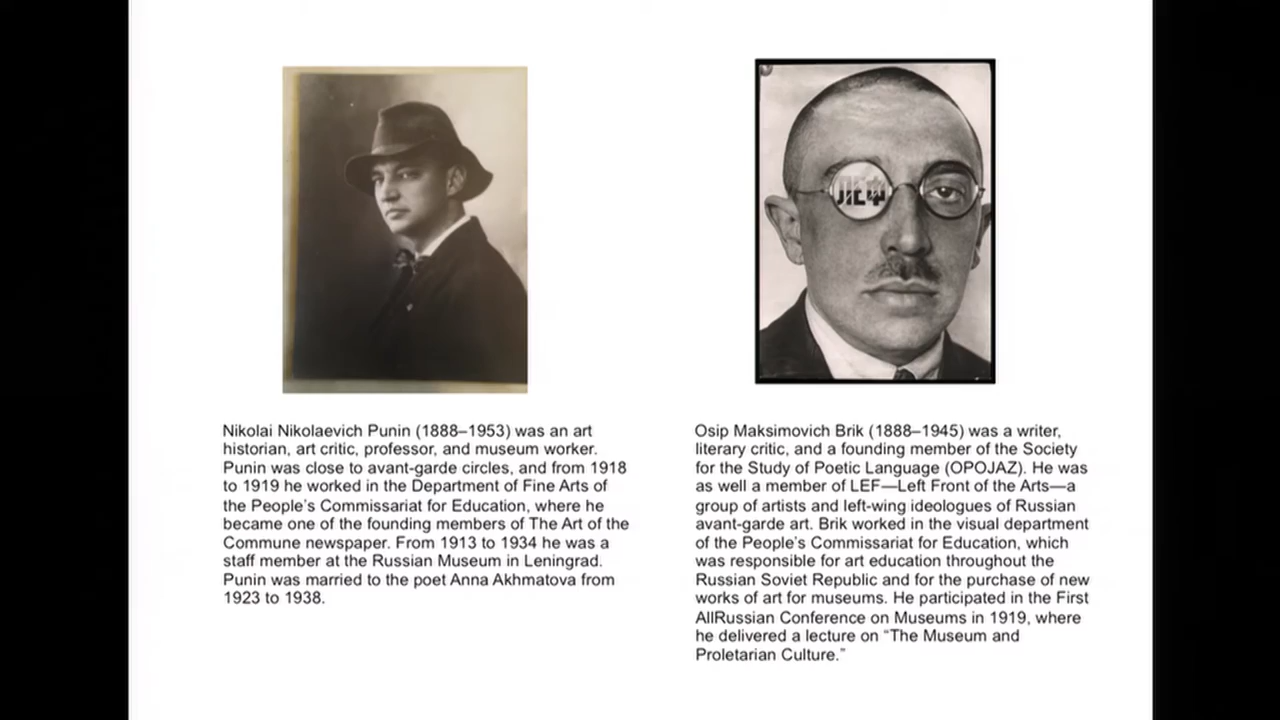 ЛЕФ
Nikolai Nikolaevich Punin (1888–1953) was an art
historian, art critic, professor, and museum worker.
Punin was close to avant-garde circles, and from 1918
to 1919 he worked in the Department of Fine Arts of
the People’s Commissariat for Education, where he
became one of the founding members of The Art of the
Commune newspaper. From 1913 to 1934 he was a
staff member at the Russian Museum in Leningrad.
Punin was married to the poet Anna Akhmatova from
1923 to 1938.
Osip Maksimovich Brik (1888–1945) was a writer,
literary critic, and a founding member of the Society
for the Study of Poetic Language (OPOJAZ). He was
as well a member of LEF—Left Front of the Arts—a
group of artists and left-wing ideologues of Russian
avant-garde art. Brik worked in the visual department
of the People’s Commissariat for Education, which
was responsible for art education throughout the
Russian Soviet Republic and for the purchase of new
works of art for museums. He participated in the First
AllRussian Conference on Museums in 1919, where
he delivered a lecture on “The Museum and
Proletarian Culture.”